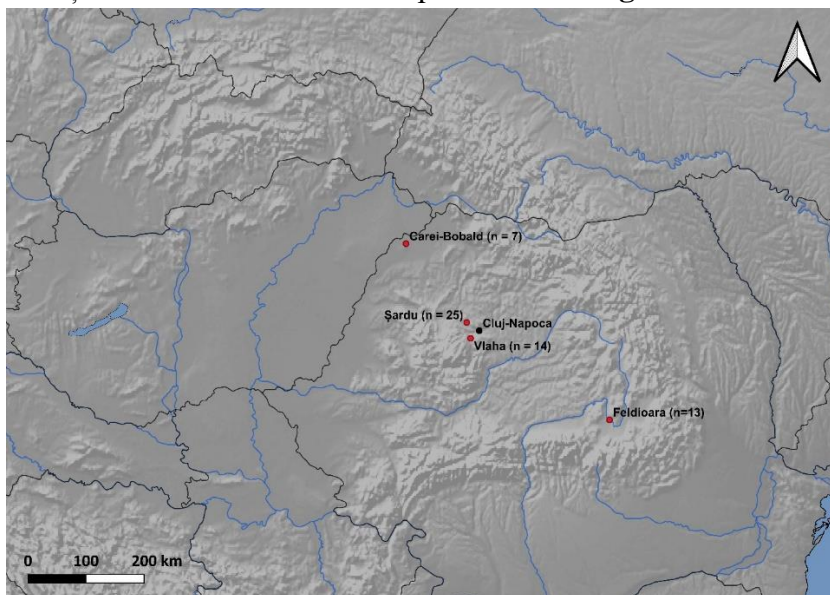 Carei-Bobald (n = 7)
Șardu (n = 25)
Cluj-Napoca
Vlaha (n = 14)
Feldioara (n=13)
0 100 200 km